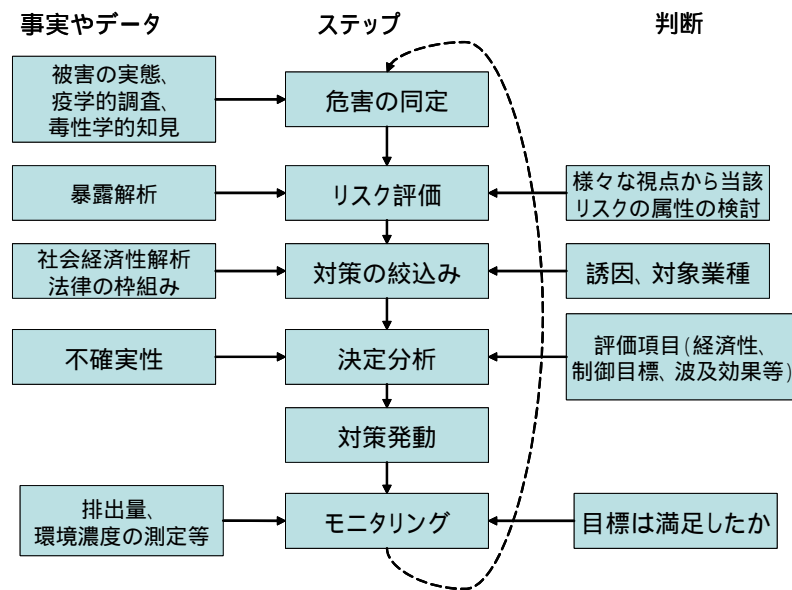 事実やデータ
ステップ
判断
被害の実態、
疫学的調査、
毒性学的知見
危害の同定
暴露解析
リスク評価
様々な視点から当該
リスクの属性の検討
社会経済性解析
法律の枠組み
対策の絞込み
誘因、対象業種
不確実性
決定分析
評価項目(経済性、
制御目標、波及効果等)
対策発動
排出量、
環境濃度の測定等
モニタリング
目標は満足したか